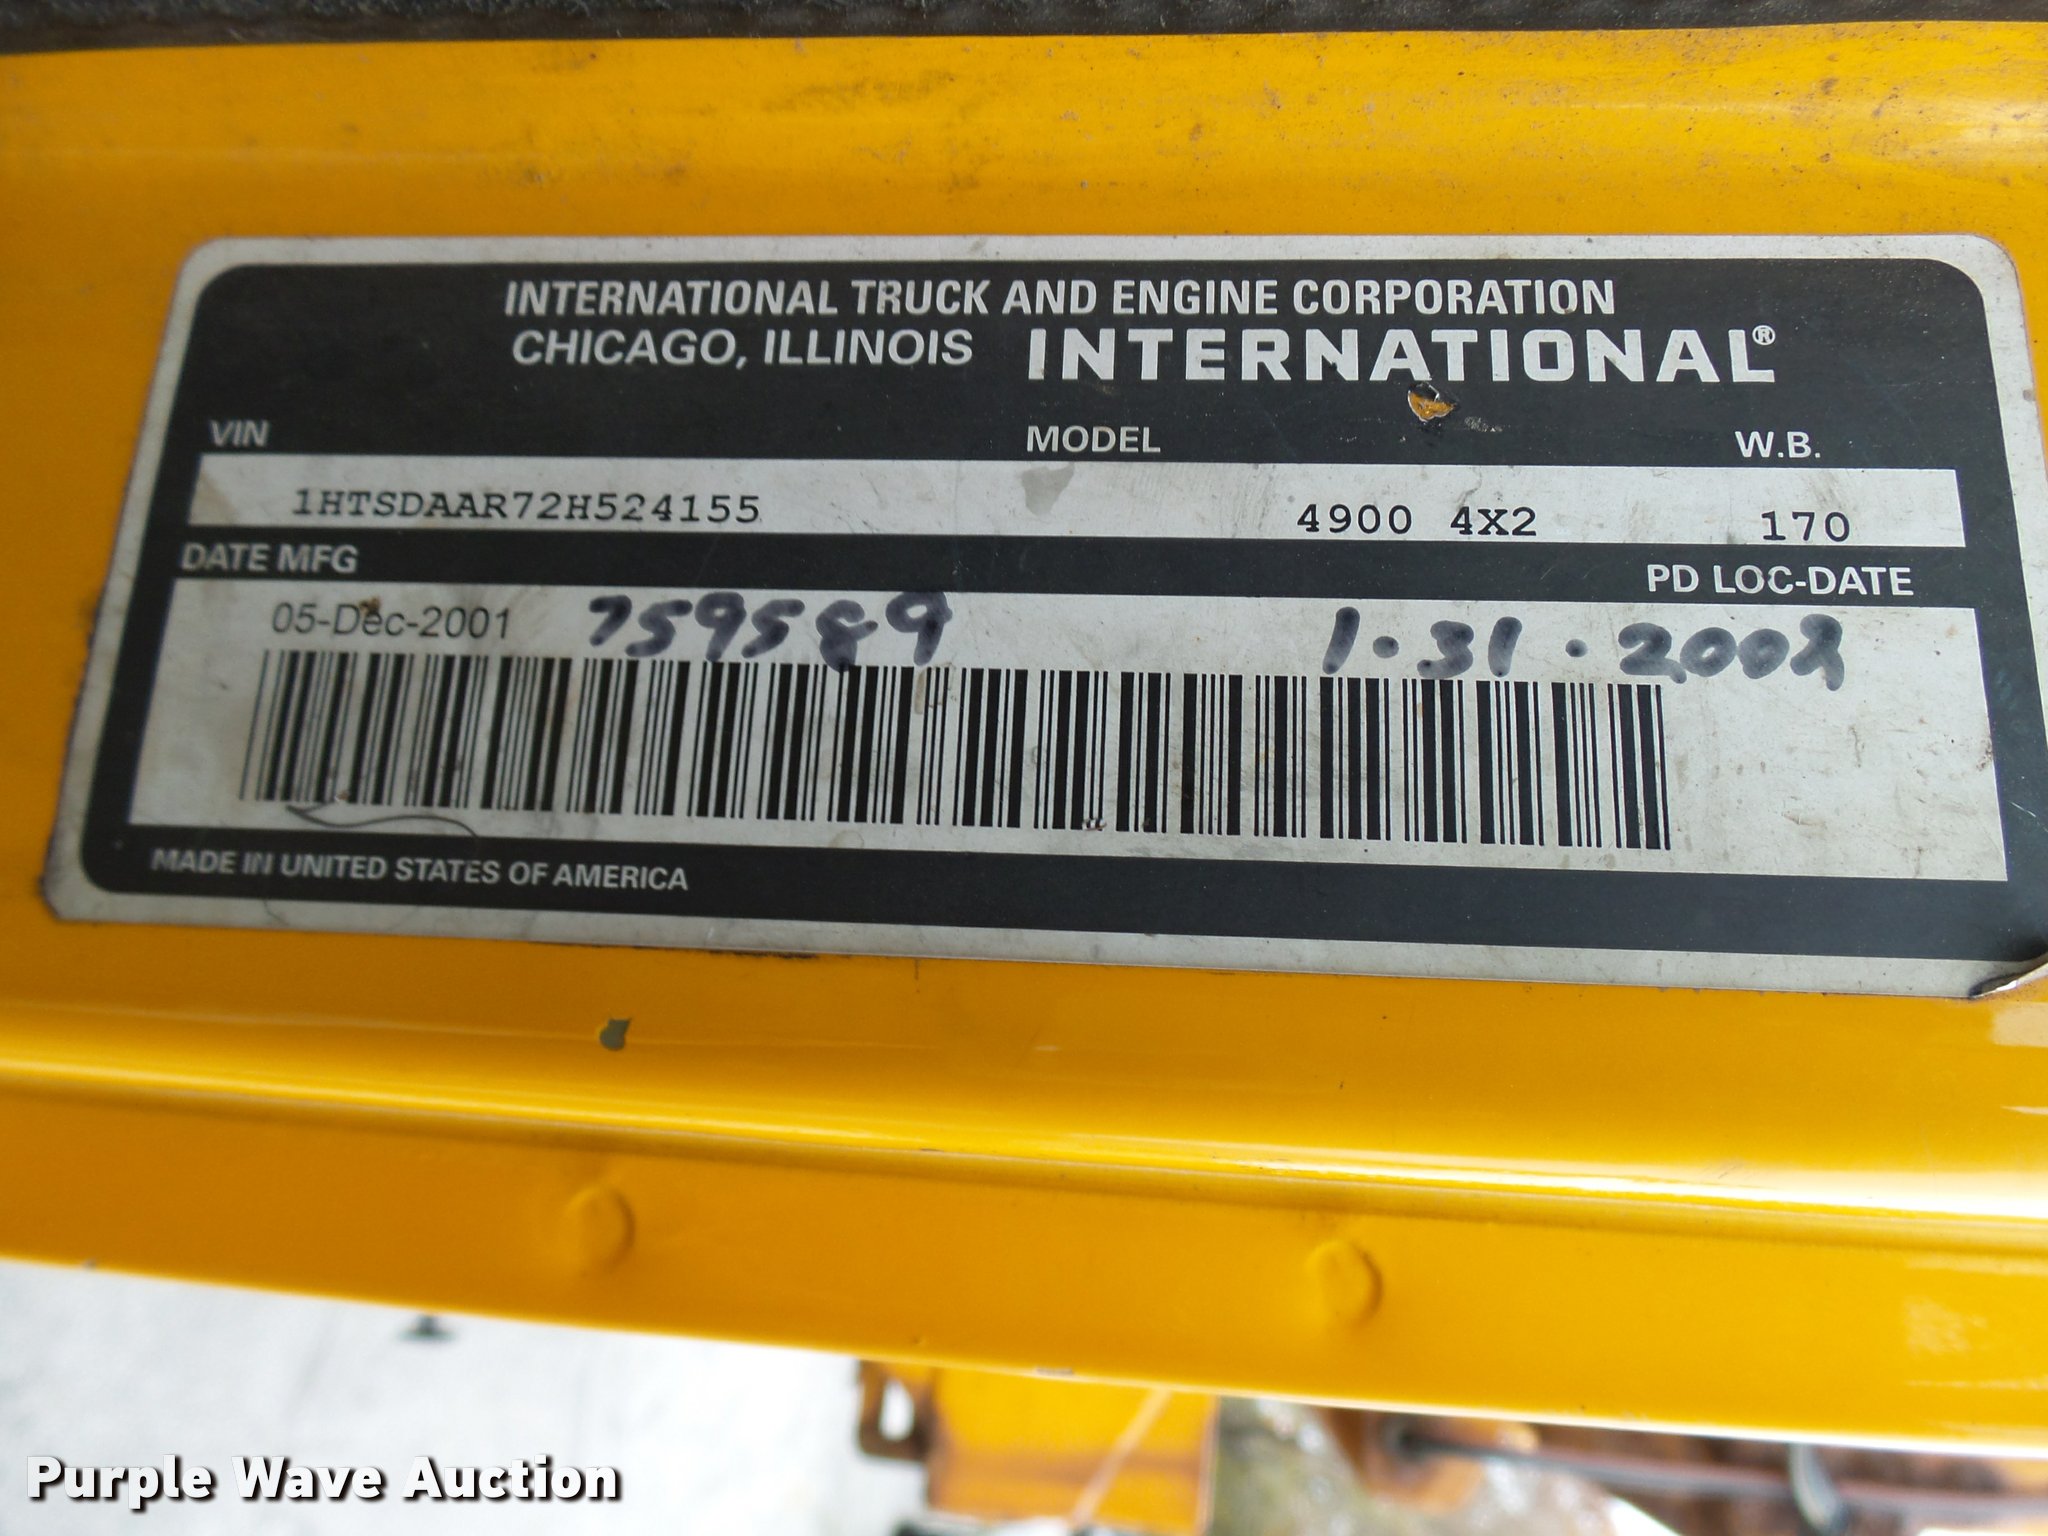 INTERNATIONAL TRUCK AND ENGINE CORPORATION
CHICAGO, ILLINOIS INTERNATIONAL®
VIN MODEL W.B.
1HTSDAAR72H524155 4900 4X2 170
DATE MFG PD LOC-DATE
05-Dec-2001 759589 1·31·2002
MADE IN UNITED STATES OF AMERICA
Purple Wave Auction